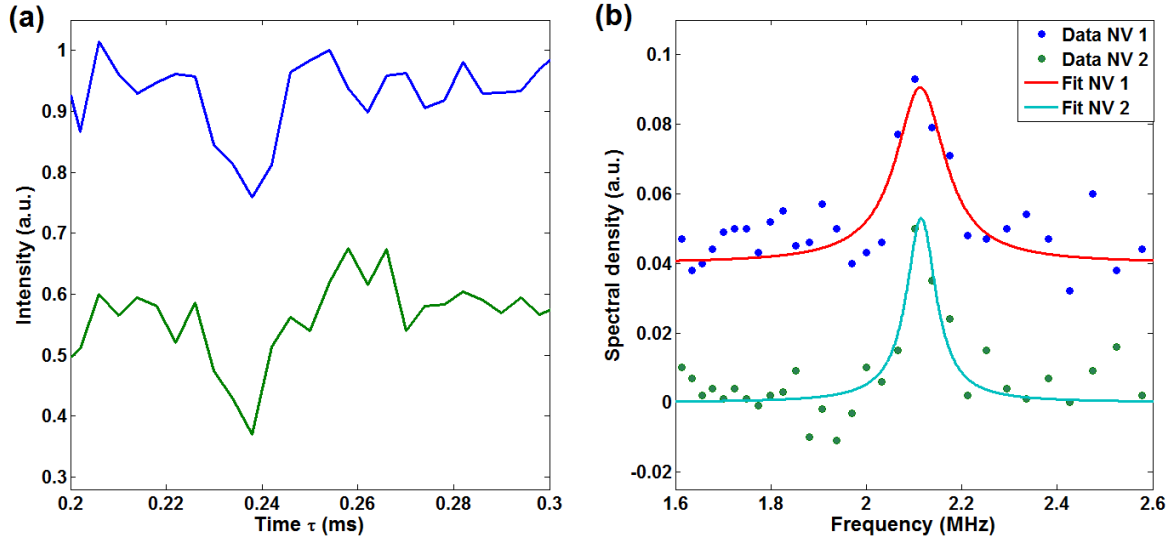 (a)
1
0.9
0.8
0.7
0.6
0.5
0.4
0.3
Intensity (a.u.)
0.2 0.22 0.24 0.26 0.28 0.3
Time τ (ms)
(b)
Data NV 1
Data NV 2
Fit NV 1
Fit NV 2
0.1
0.08
0.06
0.04
0.02
0
-0.02
Spectral density (a.u.)
1.6 1.8 2 2.2 2.4 2.6
Frequency (MHz)